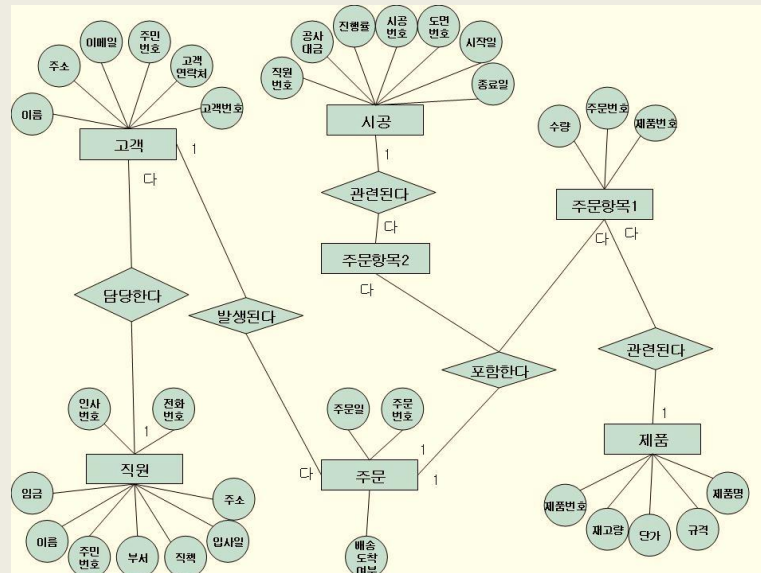 이름
주소
이메일
주민
번호
고객
연락처
고객번호
고객
다
1
직원
번호
공사
대금
진행률
시공
번호
도면
번호
시작일
종료일
시공
1
관련된다
다
주문항목2
다
수량
주문번호
제품번호
주문항목1
다
다
담당한다
발생된다
포함한다
관련된다
인사
번호
전화
번호
1
직원
임금
이름
주민
번호
부서
직책
입사일
주소
주문일
주문
번호
다
주문
1
1
배송
도착
여부
1
제품
제품번호
재고량
단가
규격
제품명